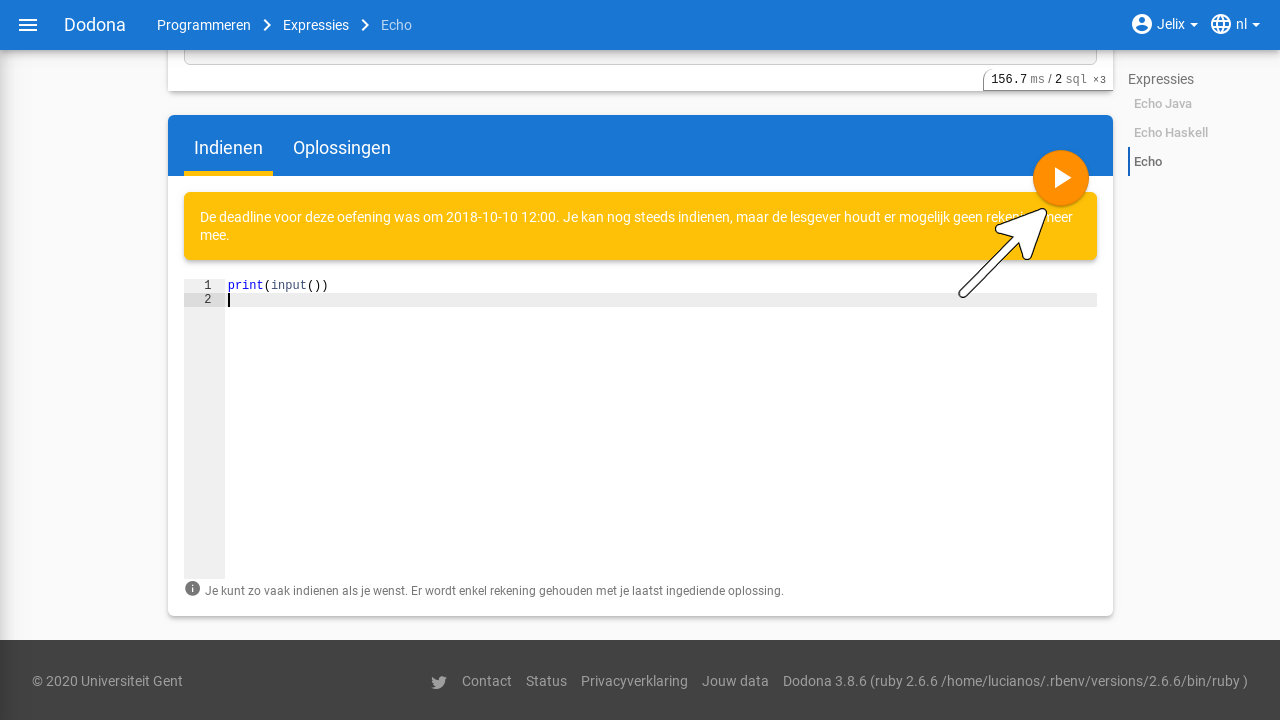 Dodona
Programmeren
Expressies
Echo
Jelix
nl
156.7 ms / 2 sql ×3
Expressies
Echo Java
Echo Haskell
Echo
Indienen
Oplossingen
De deadline voor deze oefening was om 2018-10-10 12:00. Je kan nog steeds indienen, maar de lesgever houdt er mogelijk geen meer
mee.
1 print(input())
2
Je kunt zo vaak indienen als je wenst. Er wordt enkel rekening gehouden met je laatst ingediende oplossing.
© 2020 Universiteit Gent
Contact
Status
Privacyverklaring
Jouw data
Dodona 3.8.6 (ruby 2.6.6 /home/lucianos/.rbenv/versions/2.6.6/bin/ruby )